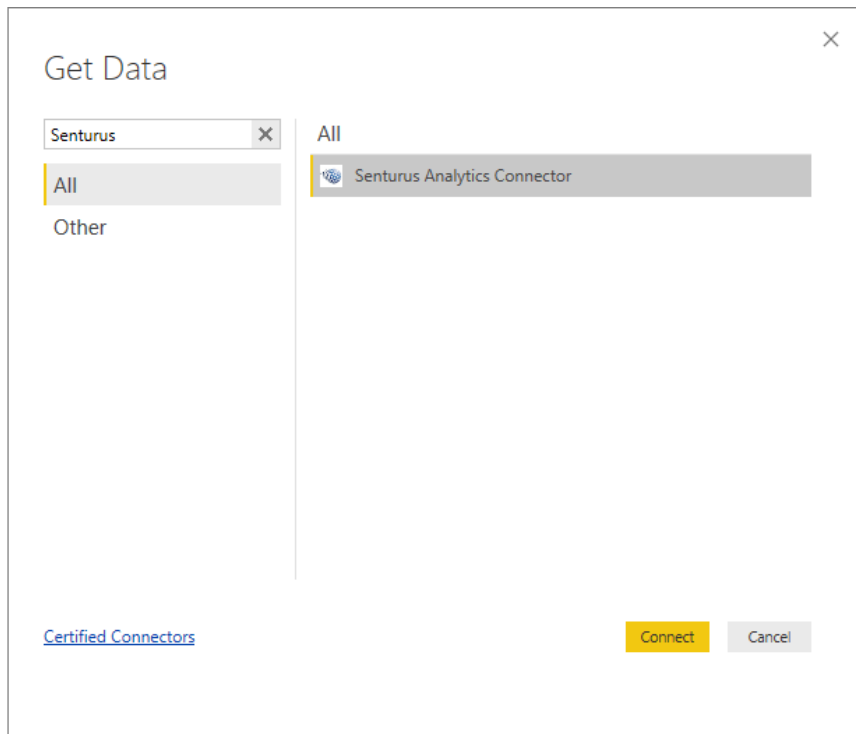 Get Data
Senturus
All
Other
All
Senturus Analytics Connector
Certified Connectors
Connect
Cancel